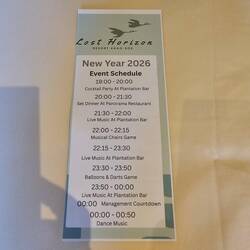 Lost Horizon
RESORT KOAH KOE
New Year 2026
Event Schedule
18:00 - 20:00
Cocktail Party At Plantation Bar
20:00 - 21:30
Set Dinner At Panorama Restaurant
21:30 - 22:00
Live Music At Plantation Bar
22:00 - 22:15
Musical Chairs Game
22:15 - 23:30
Live Music At Plantation Bar
23:30 - 23:50
Balloons & Darts Game
23:50 - 00:00
Live Music At Plantation Bar
00:00 Management Countdown
00:00 - 00:50
Dance Music